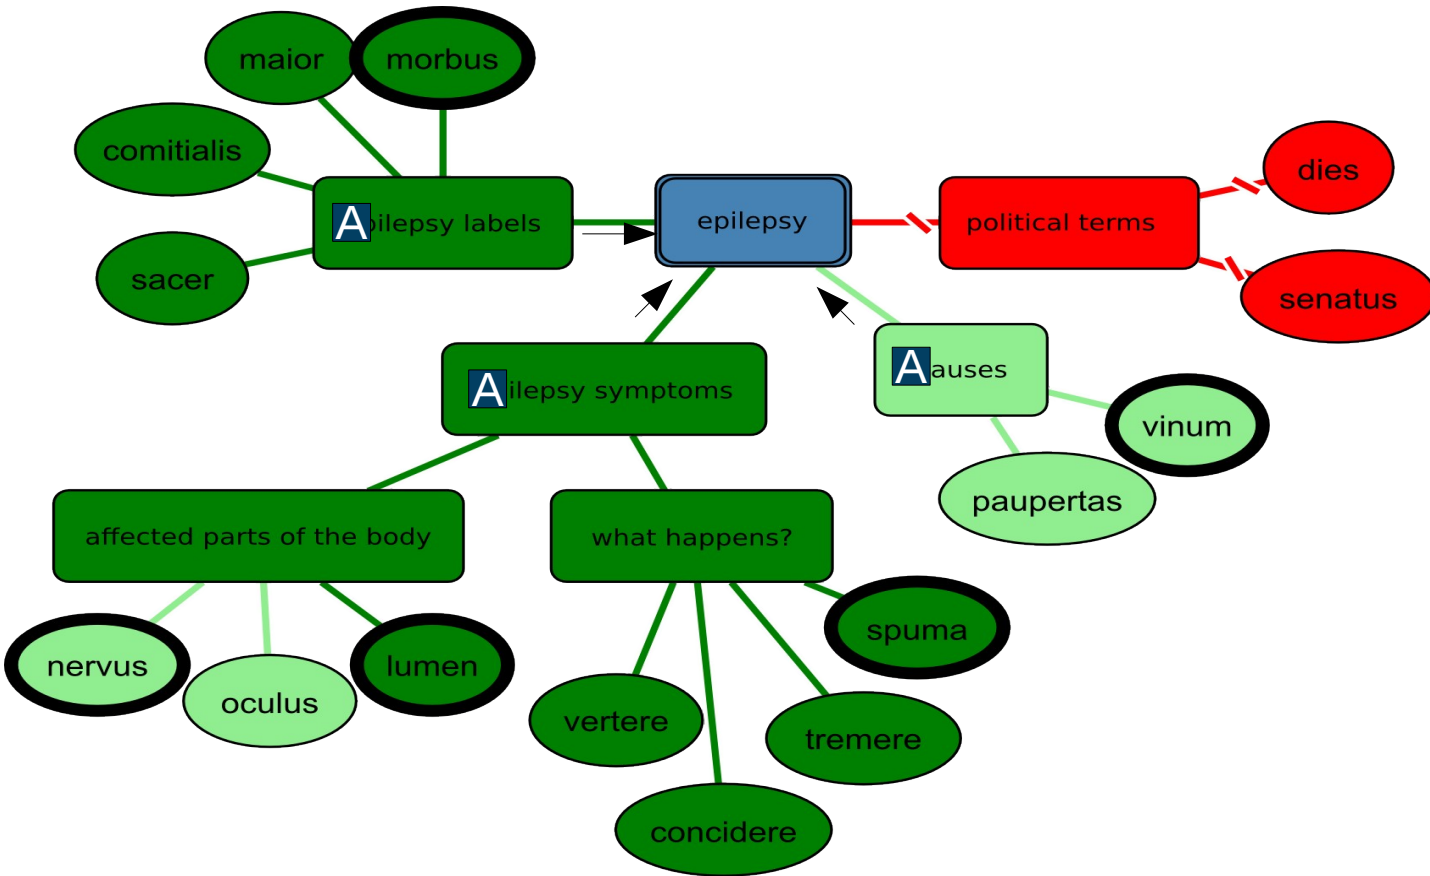 maior
morbus
comitialis
dies
A ilepsy labels
epilepsy
political terms
sacer
senatus
A auses
A ilepsy symptoms
vinum
paupertas
affected parts of the body
what happens?
spuma
nervus
lumen
oculus
vertere
tremere
concidere